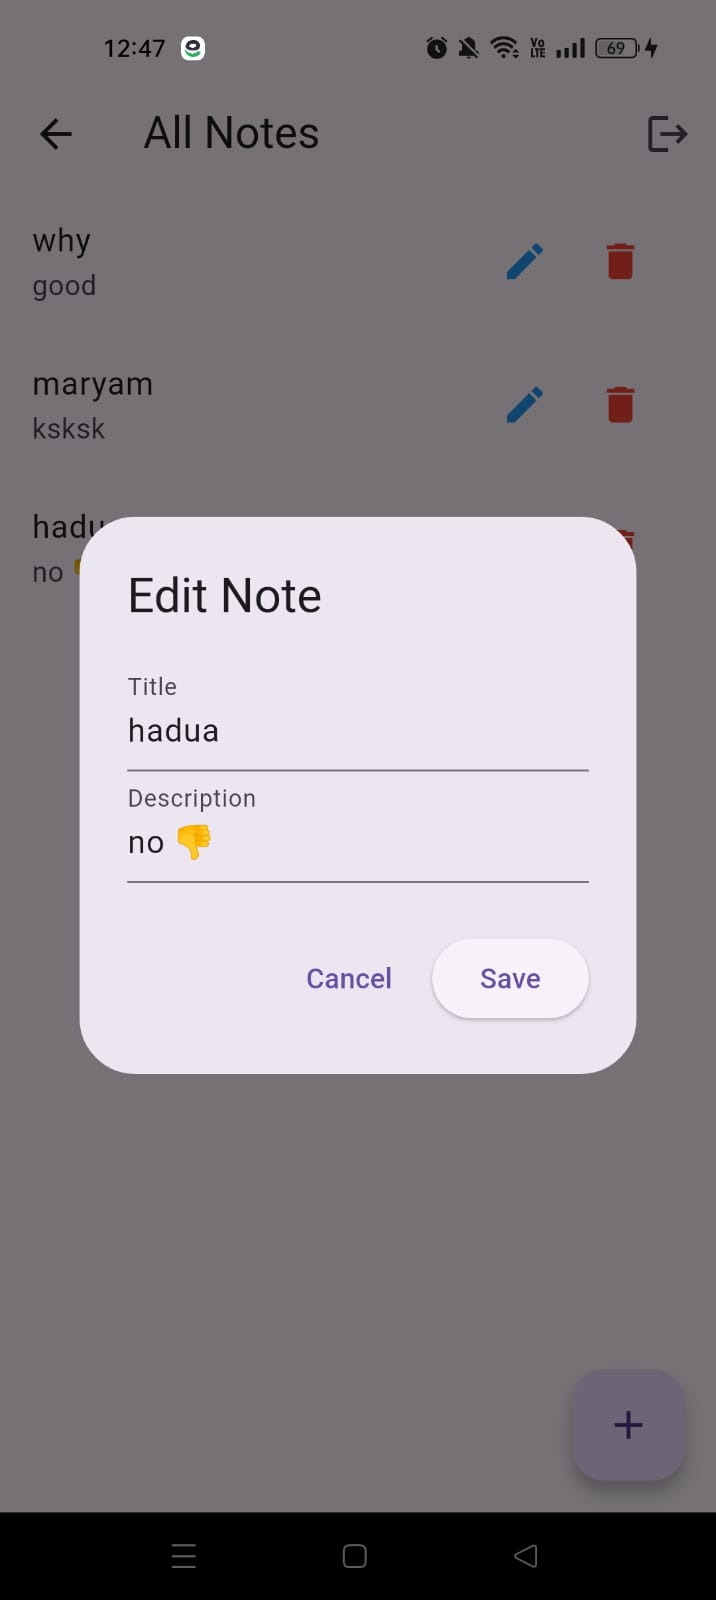 12:47
Vo
LTE
69
All Notes
why
good
maryam
ksksk
hadu
no
Edit Note
Title
hadua
Description
no 👎
Cancel
Save